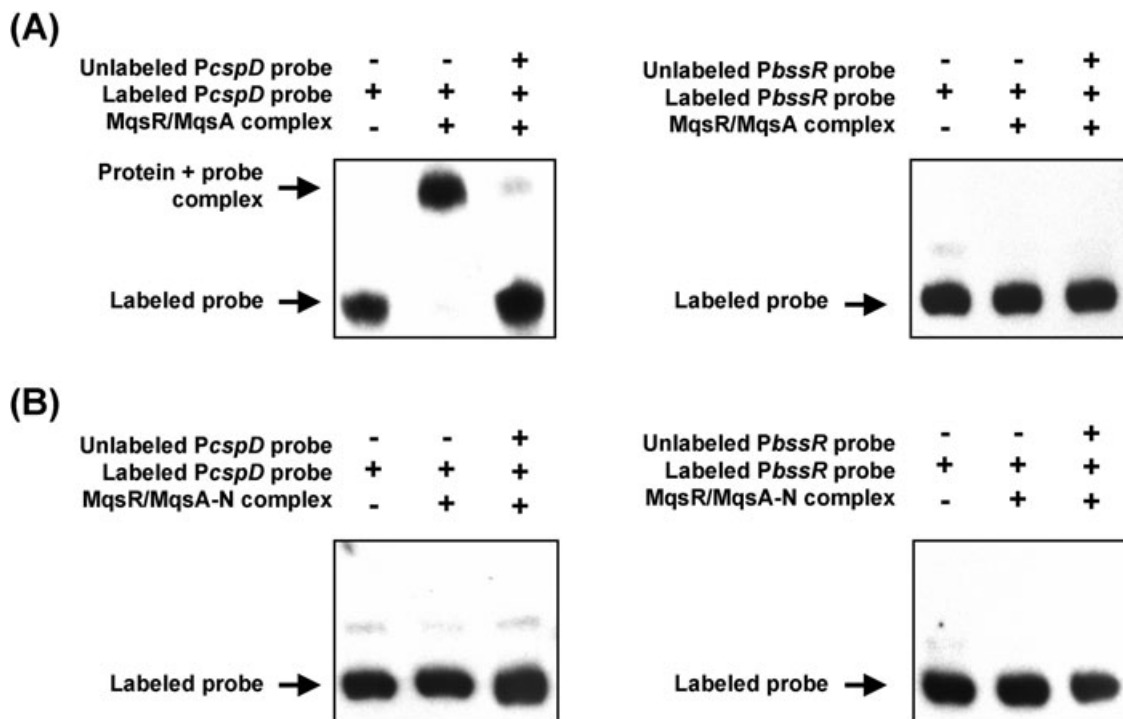 (A)
Unlabeled PcspD probe - - +
Labeled PcspD probe + + +
MqsR/MqsA complex - + +
Protein + probe
complex
Labeled probe
Unlabeled PbssR probe - - +
Labeled PbssR probe + + +
MqsR/MqsA complex - + +
Labeled probe
(B)
Unlabeled PcspD probe - - +
Labeled PcspD probe + + +
MqsR/MqsA-N complex - + +
Labeled probe
Unlabeled PbssR probe - - +
Labeled PbssR probe + + +
MqsR/MqsA-N complex - + +
Labeled probe